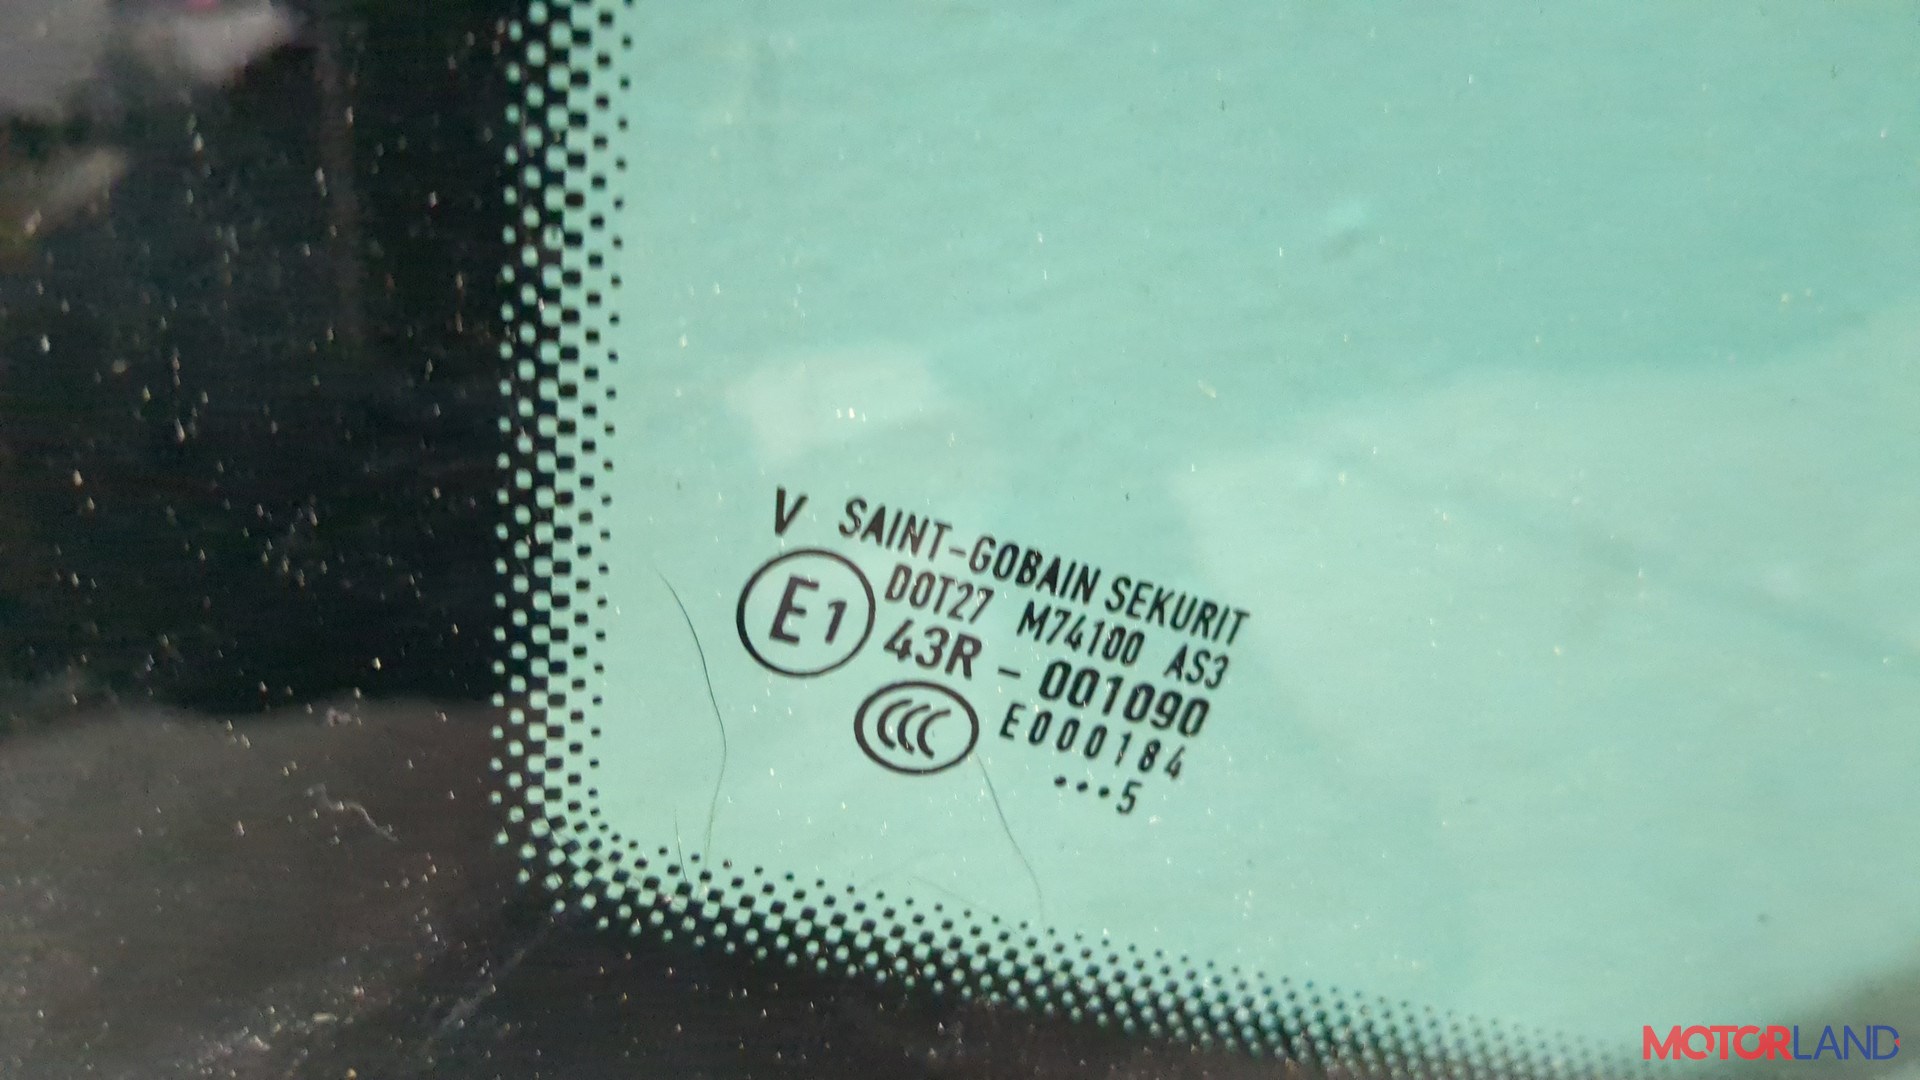 V SAINT-GOBAIN SEKURIT
E1 DOT27 M74100 AS3
43R - 001090
CCC E000184
•••5
MOTORLAND